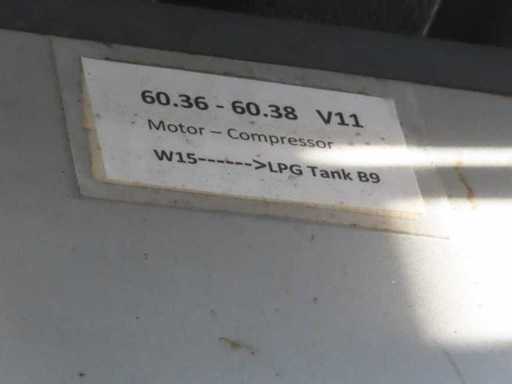 60.36 - 60.38 V11
Motor – Compressor
W15------>LPG Tank B9